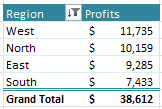 Region Profits
West $ 11,735
North $ 10,159
East $ 9,285
South $ 7,433
Grand Total $ 38,612